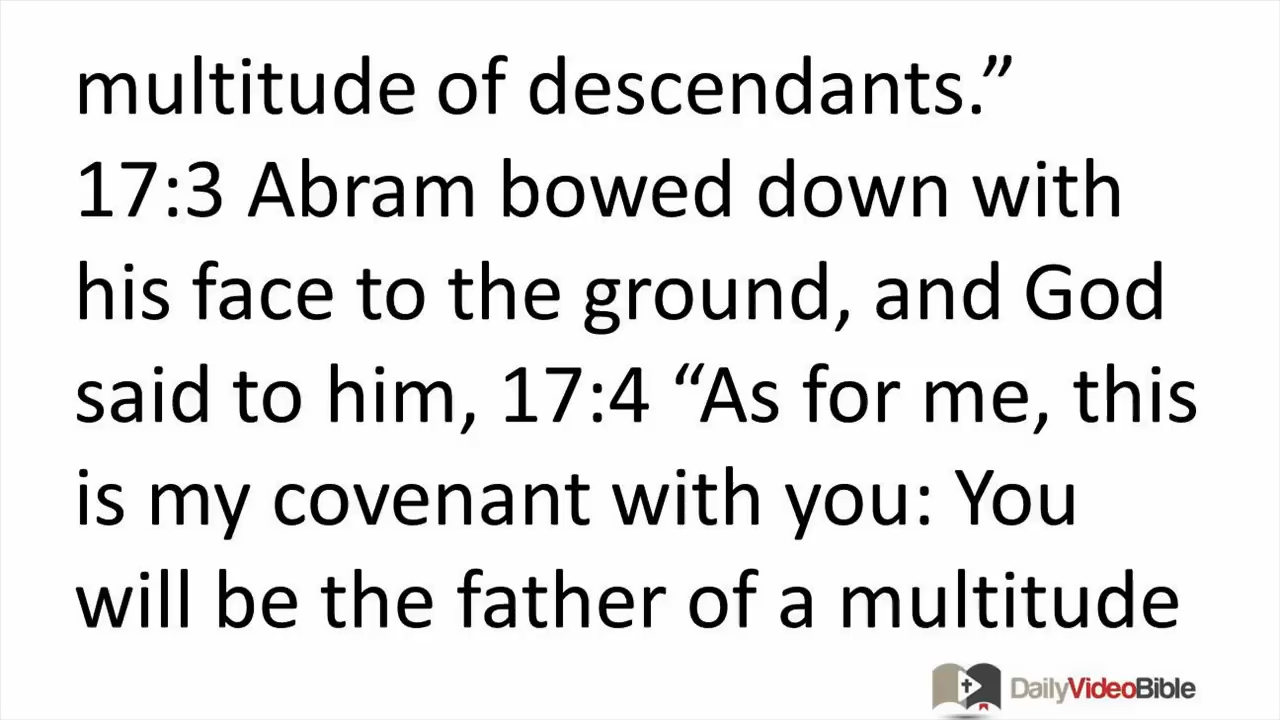 multitude of descendants.”
17:3 Abram bowed down with
his face to the ground, and God
said to him, 17:4 “As for me, this
is my covenant with you: You
will be the father of a multitude
DailyVideoBible